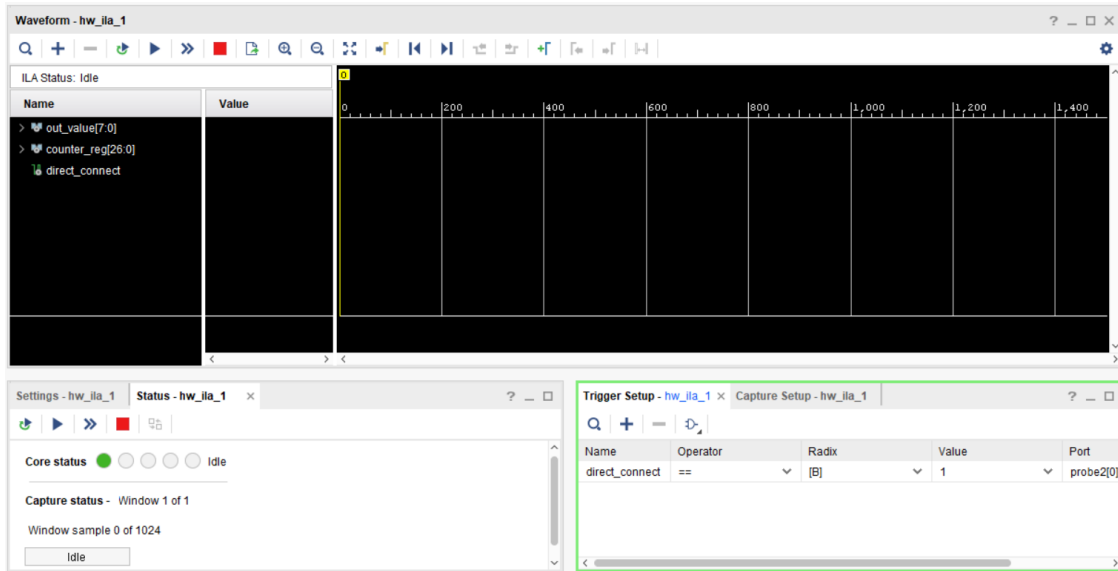 Waveform - hw_ila_1
ILA Status: Idle
0
Name Value
0 200 400 600 800 1,000 1,200 1,400
out_value[7:0]
counter_reg[26:0]
direct_connect
Settings - hw_ila_1 Status - hw_ila_1
Core status Idle
Capture status - Window 1 of 1
Window sample 0 of 1024
Idle
Trigger Setup - hw_ila_1 Capture Setup - hw_ila_1
Name Operator Radix Value Port
direct_connect == [B] 1 probe2[0]